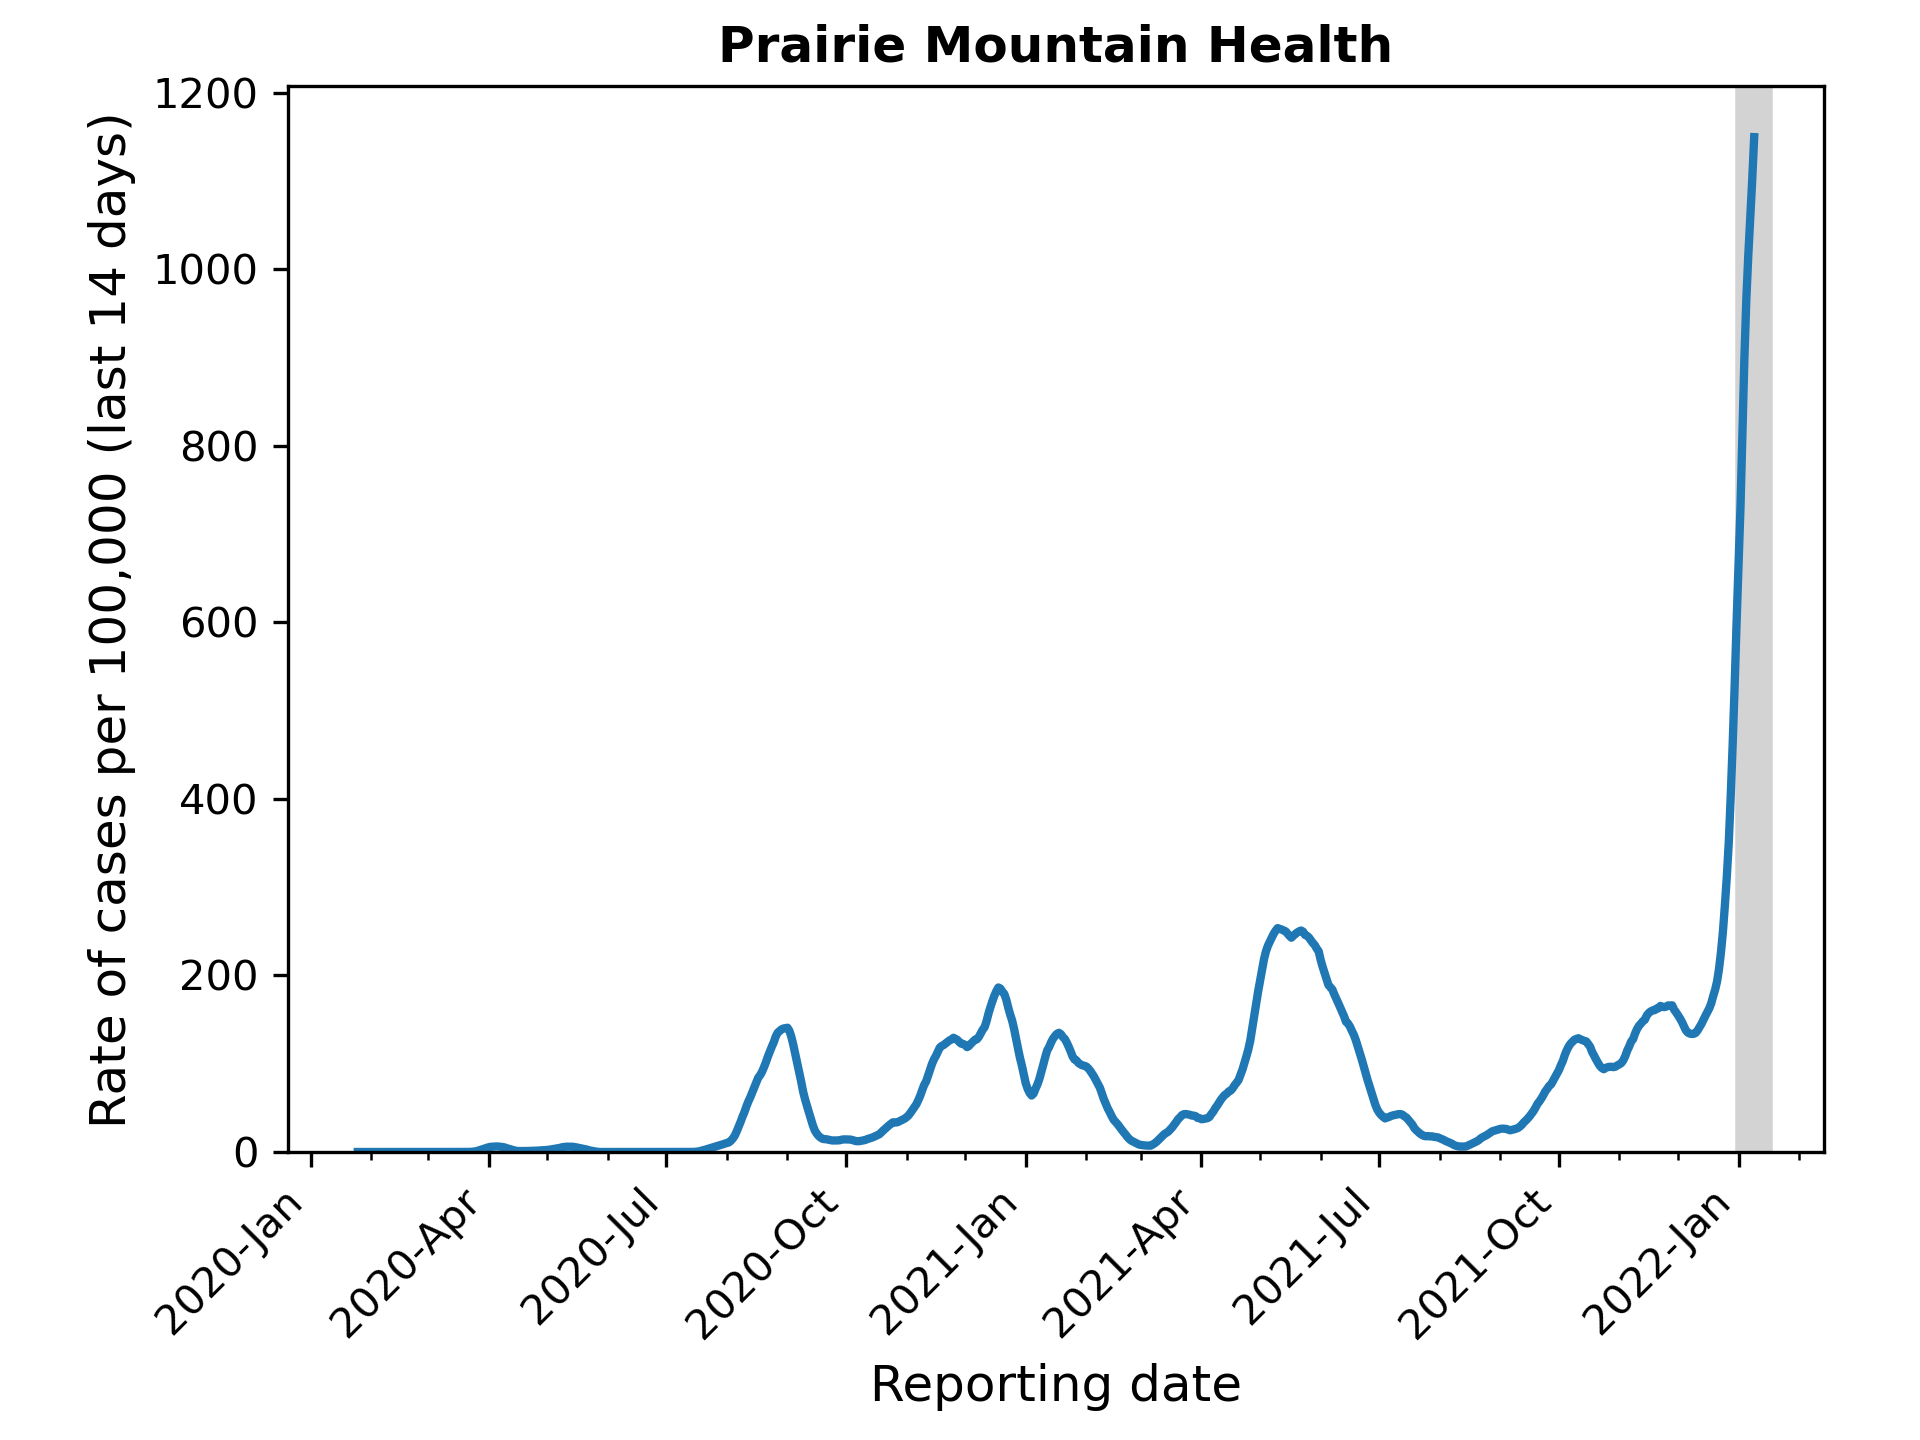 Prairie Mountain Health
Rate of cases per 100,000 (last 14 days)
1200
1000
800
600
400
200
0
2020-Jan
2020-Apr
2020-Jul
2020-Oct
2021-Jan
2021-Apr
2021-Jul
2021-Oct
2022-Jan
Reporting date